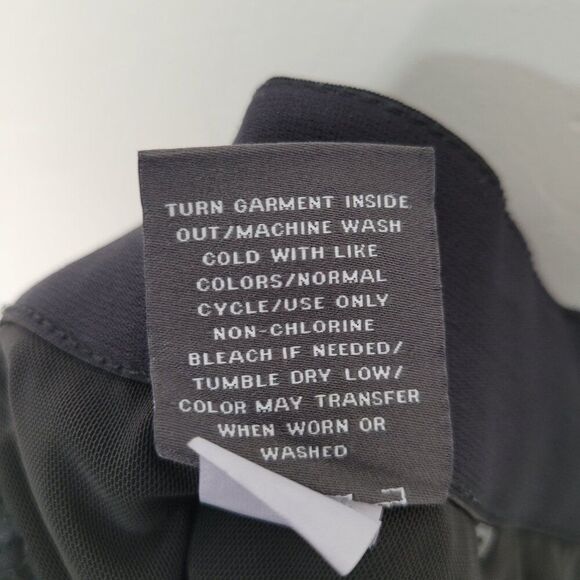 TURN GARMENT INSIDE
OUT/MACHINE WASH
COLD WITH LIKE
COLORS/NORMAL
CYCLE/USE ONLY
NON-CHLORINE
BLEACH IF NEEDED/
TUMBLE DRY LOW/
COLOR MAY TRANSFER
WHEN WORN OR
WASHED